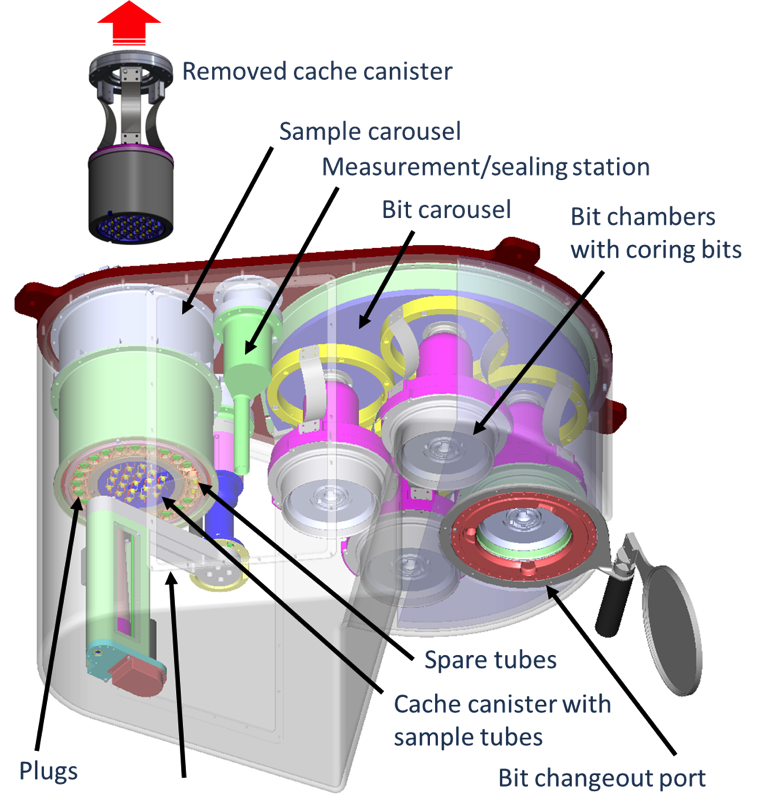 Removed cache canister
Sample carousel
Measurement/sealing station
Bit carousel
Bit chambers
with coring bits
Spare tubes
Cache canister with
sample tubes
Plugs
Bit changeout port